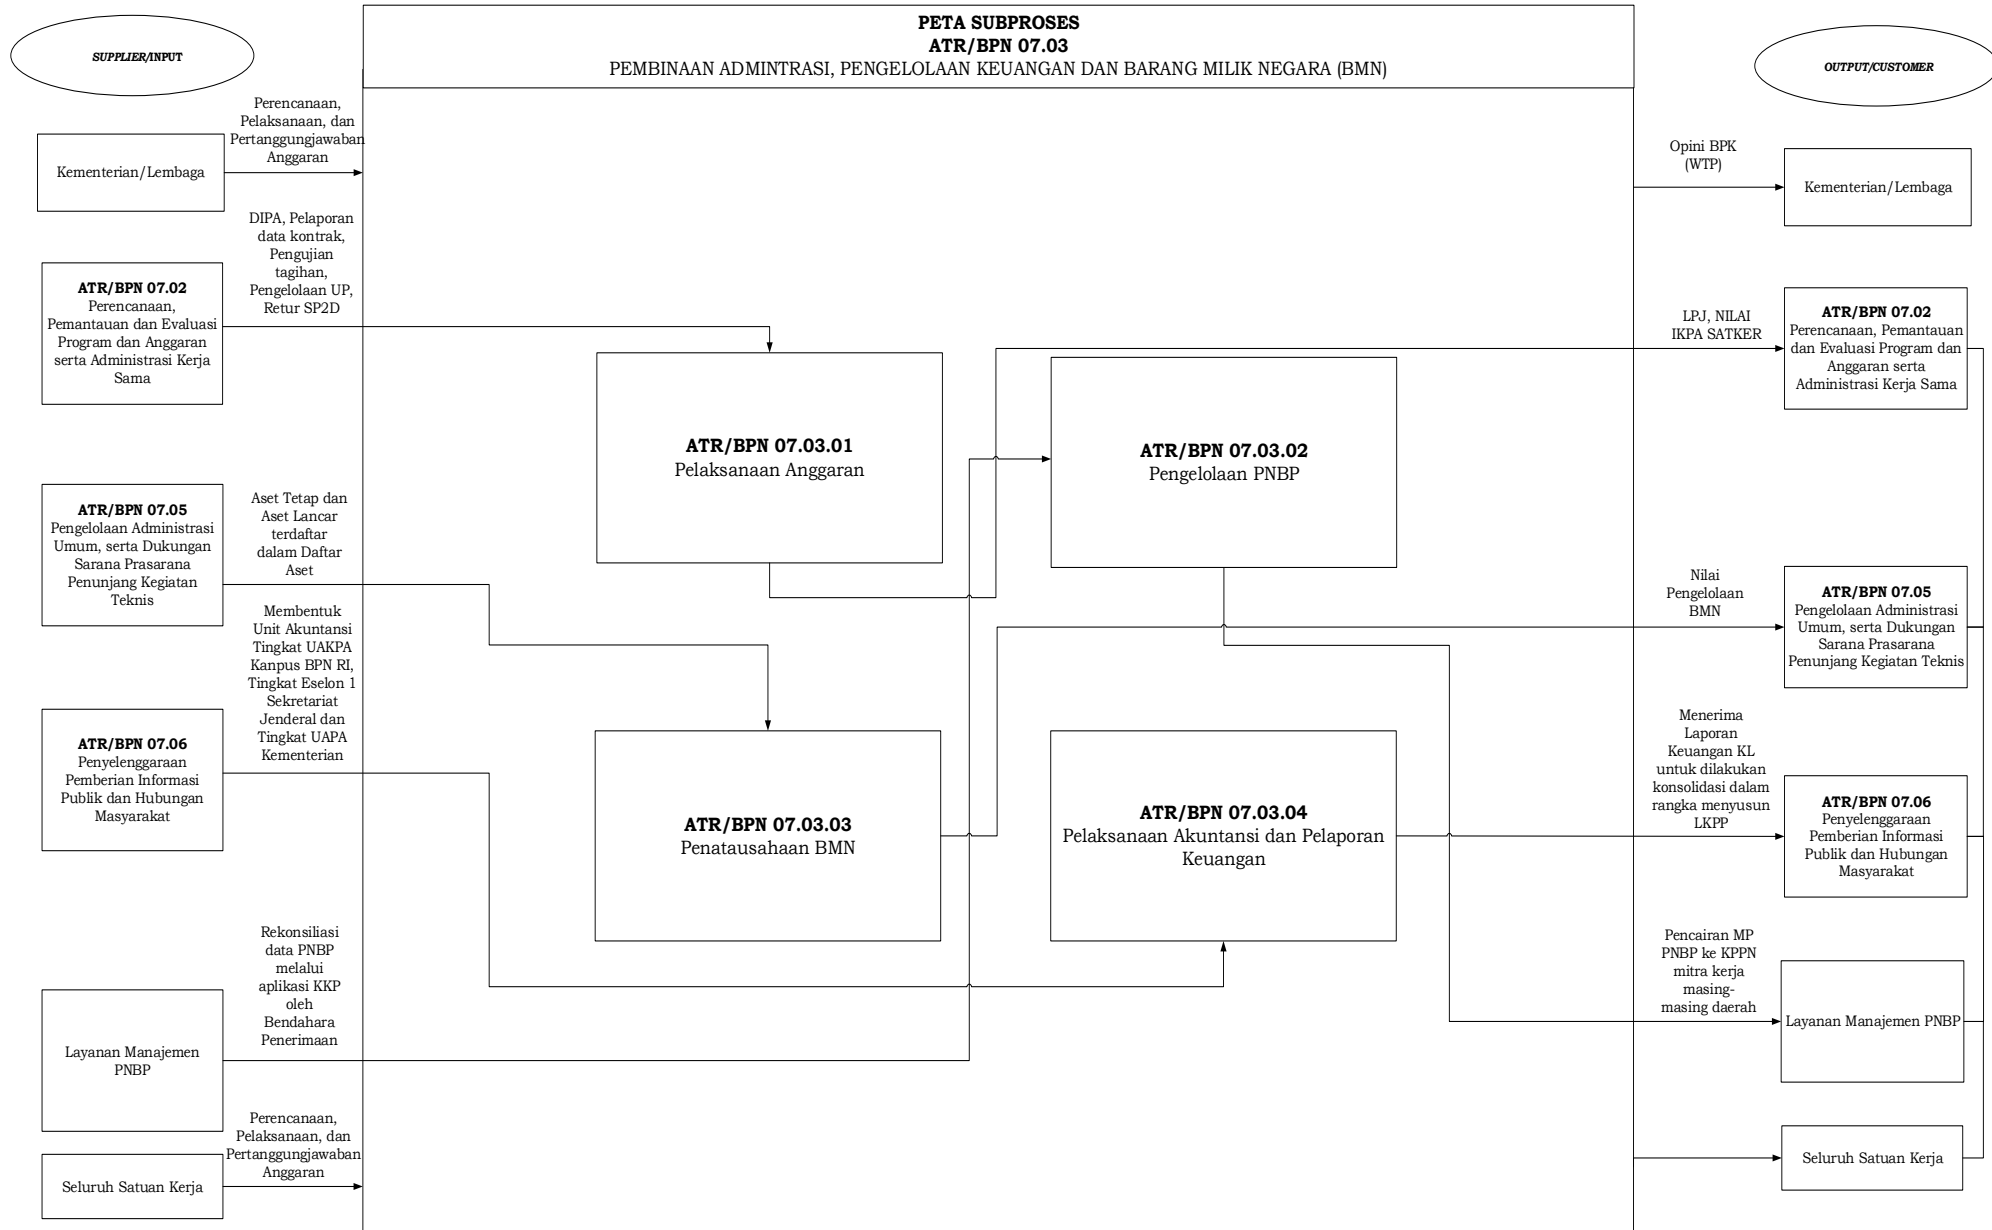 PETA SUBPROSES
ATR/BPN 07.03
PEMBINAAN ADMINTRASI, PENGELOLAAN KEUANGAN DAN BARANG MILIK NEGARA (BMN)
SUPPLIER/INPUT
Perencanaan,
Pelaksanaan, dan
Pertanggungjawaban
Anggaran
Kementerian/Lembaga
DIPA, Pelaporan
data kontrak,
Pengujian
tagihan,
Pengelolaan UP,
Retur SP2D
ATR/BPN 07.02
Perencanaan,
Pemantauan dan Evaluasi
Program dan Anggaran
serta Administrasi Kerja
Sama
Aset Tetap dan
Aset Lancar
terdaftar
dalam Daftar
Aset
ATR/BPN 07.05
Pengelolaan Administrasi
Umum, serta Dukungan
Sarana Prasarana
Penunjang Kegiatan
Teknis
Membentuk
Unit Akuntansi
Tingkat UAKPA
Kanpus BPN RI,
Tingkat Eselon 1
Sekretariat
Jenderal dan
Tingkat UAPA
Kementerian
ATR/BPN 07.06
Penyelenggaraan
Pemberian Informasi
Publik dan Hubungan
Masyarakat
Rekonsiliasi
data PNBP
melalui
aplikasi KKP
oleh
Bendahara
Penerimaan
Layanan Manajemen
PNBP
Perencanaan,
Pelaksanaan, dan
Pertanggungjawaban
Anggaran
Seluruh Satuan Kerja
ATR/BPN 07.03.01
Pelaksanaan Anggaran
ATR/BPN 07.03.02
Pengelolaan PNBP
ATR/BPN 07.03.03
Penatausahaan BMN
ATR/BPN 07.03.04
Pelaksanaan Akuntansi dan Pelaporan
Keuangan
OUTPUT/CUSTOMER
Opini BPK
(WTP)
Kementerian/Lembaga
LPJ, NILAI
IKPA SATKER
ATR/BPN 07.02
Perencanaan, Pemantauan
dan Evaluasi Program dan
Anggaran serta
Administrasi Kerja Sama
Nilai
Pengelolaan
BMN
ATR/BPN 07.05
Pengelolaan Administrasi
Umum, serta Dukungan
Sarana Prasarana
Penunjang Kegiatan Teknis
Menerima
Laporan
Keuangan KL
untuk dilakukan
konsolidasi dalam
rangka menyusun
LKPP
ATR/BPN 07.06
Penyelenggaraan
Pemberian Informasi
Publik dan Hubungan
Masyarakat
Pencairan MP
PNBP ke KPPN
mitra kerja
masing-
masing daerah
Layanan Manajemen PNBP
Seluruh Satuan Kerja